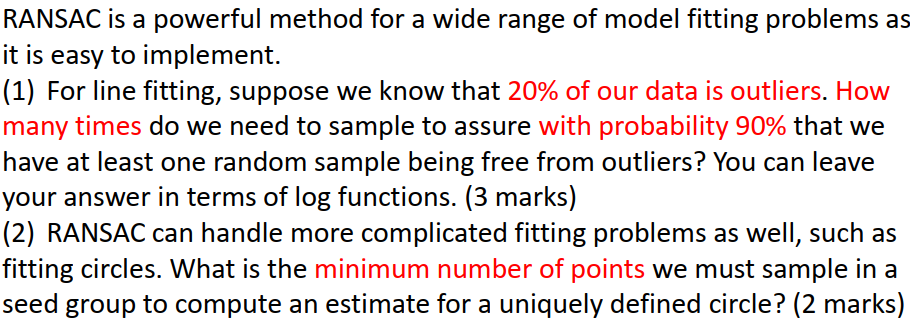 RANSAC is a powerful method for a wide range of model fitting problems as
it is easy to implement.
(1) For line fitting, suppose we know that 20% of our data is outliers. How
many times do we need to sample to assure with probability 90% that we
have at least one random sample being free from outliers? You can leave
your answer in terms of log functions. (3 marks)
(2) RANSAC can handle more complicated fitting problems as well, such as
fitting circles. What is the minimum number of points we must sample in a
seed group to compute an estimate for a uniquely defined circle? (2 marks)